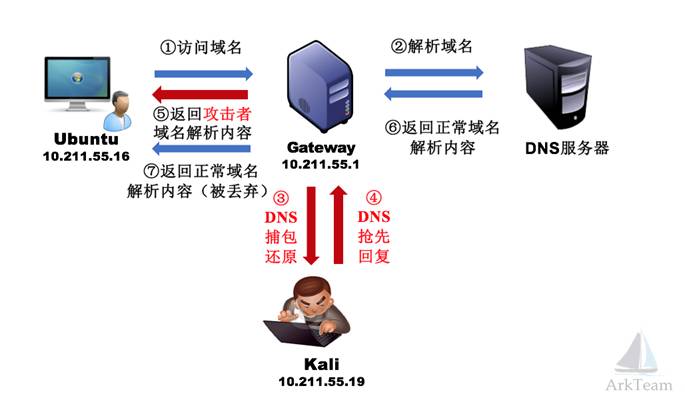 ①访问域名
②解析域名
⑤返回攻击者
域名解析内容
Ubuntu
10.211.55.16
Gateway
10.211.55.1
⑥返回正常域名
解析内容
DNS服务器
⑦返回正常域名
解析内容（被丢弃）
③
DNS
捕包
还原
④
DNS
抢先
回复
Kali
10.211.55.19
ArkTeam